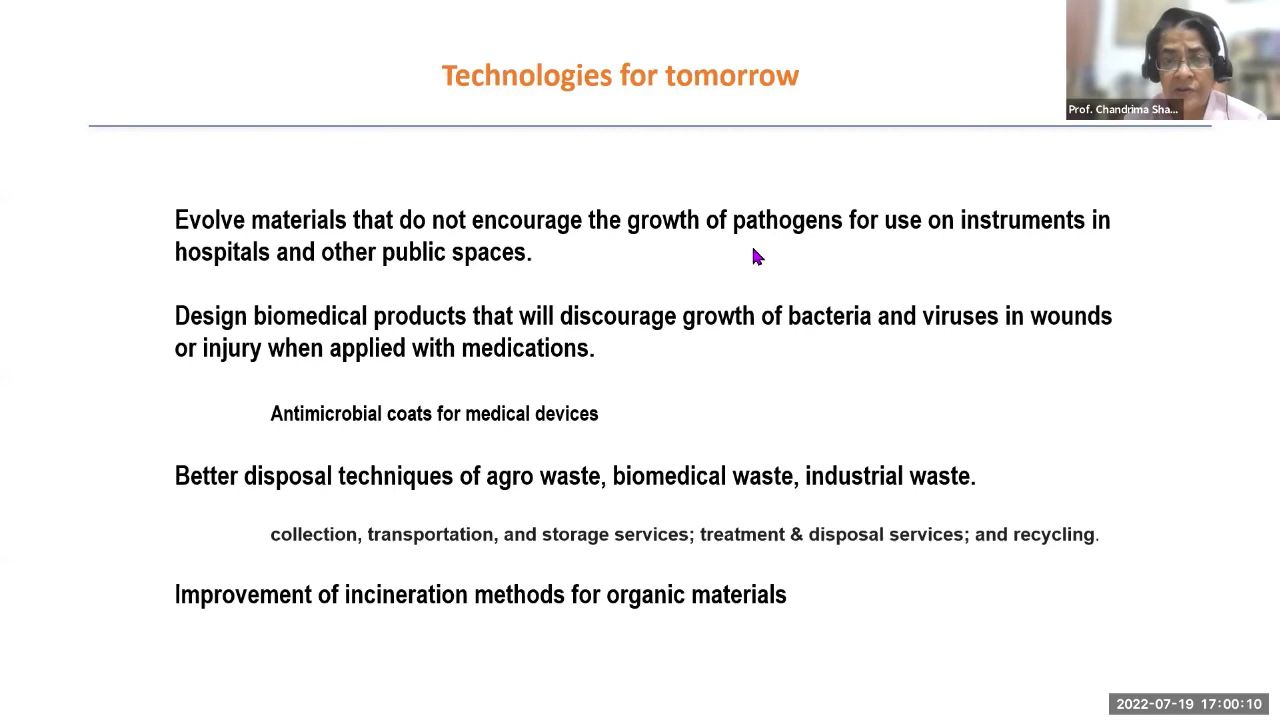 Technologies for tomorrow
Prof. Chandrima Sha...
Evolve materials that do not encourage the growth of pathogens for use on instruments in
hospitals and other public spaces.
Design biomedical products that will discourage growth of bacteria and viruses in wounds
or injury when applied with medications.
Antimicrobial coats for medical devices
Better disposal techniques of agro waste, biomedical waste, industrial waste.
collection, transportation, and storage services; treatment & disposal services; and recycling.
Improvement of incineration methods for organic materials
2022-07-19 17:00:10